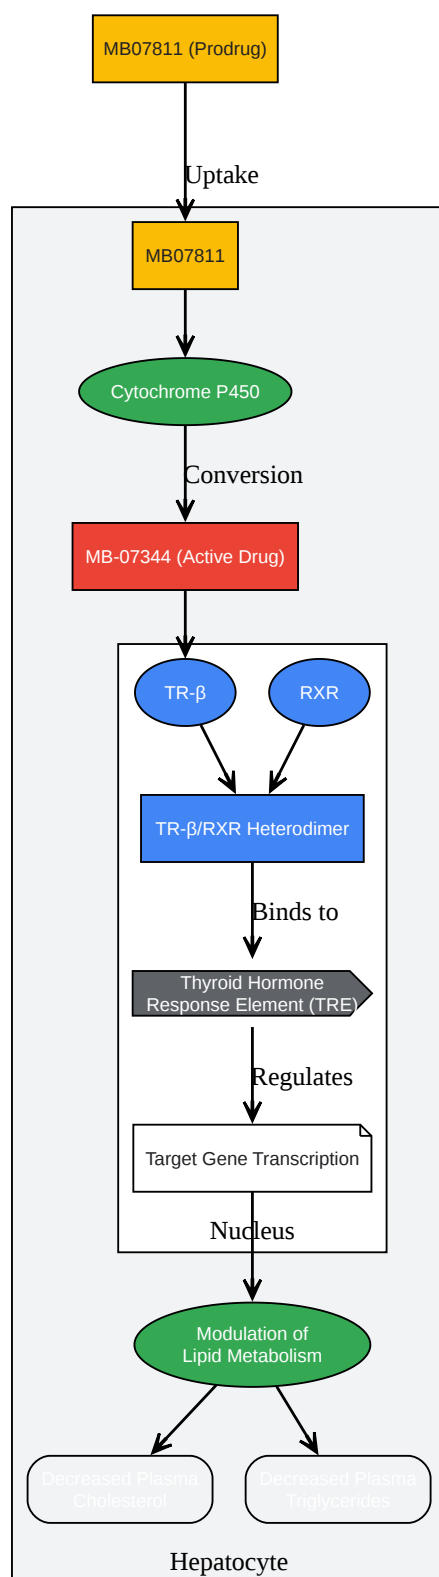 MB07811 (Prodrug)
Uptake
MB07811
Cytochrome P450
Conversion
MB-07344 (Active Drug)
TR-β
RXR
TR-β/RXR Heterodimer
Binds to
Thyroid Hormone
Response Element (TRE)
Regulates
Target Gene Transcription
Nucleus
Modulation of
Lipid Metabolism
Decreased Plasma
Cholesterol
Decreased Plasma
Triglycerides
Hepatocyte